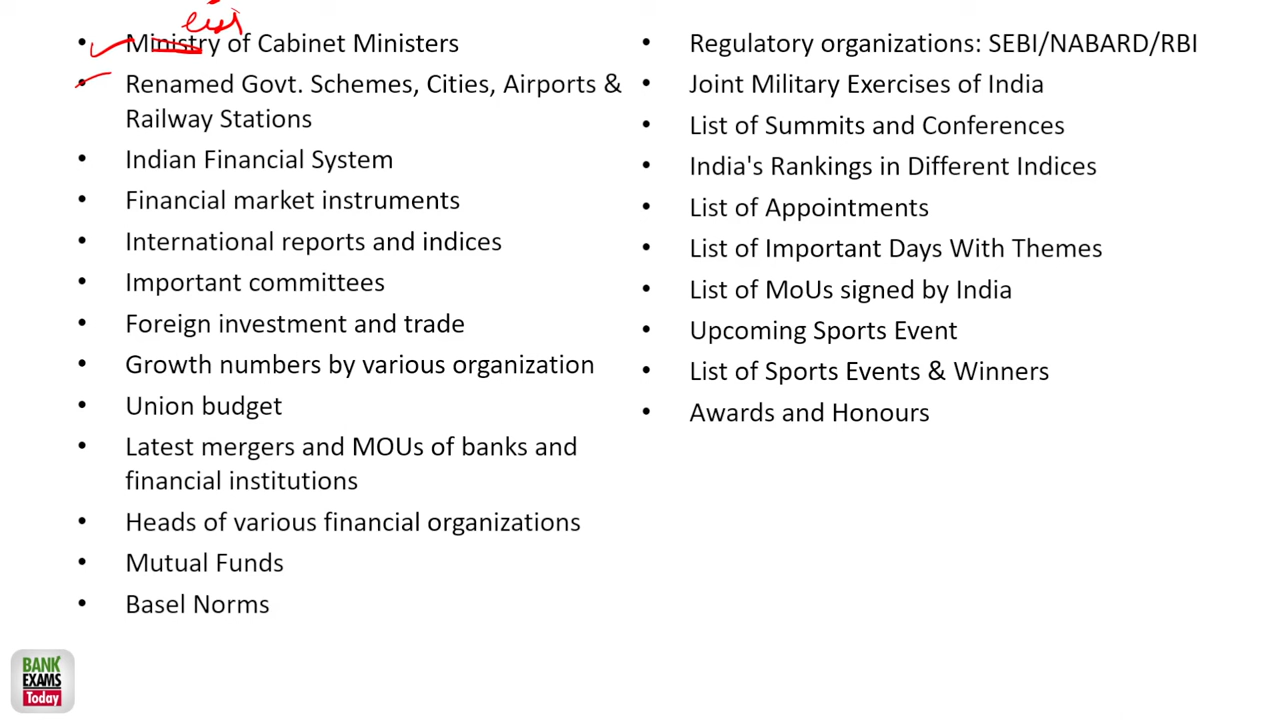 list
• Ministry of Cabinet Ministers
• Renamed Govt. Schemes, Cities, Airports &
Railway Stations
• Indian Financial System
• Financial market instruments
• International reports and indices
• Important committees
• Foreign investment and trade
• Growth numbers by various organization
• Union budget
• Latest mergers and MOUs of banks and
financial institutions
• Heads of various financial organizations
• Mutual Funds
• Basel Norms
• Regulatory organizations: SEBI/NABARD/RBI
• Joint Military Exercises of India
• List of Summits and Conferences
• India's Rankings in Different Indices
• List of Appointments
• List of Important Days With Themes
• List of MoUs signed by India
• Upcoming Sports Event
• List of Sports Events & Winners
• Awards and Honours
BANK
EXAMS
Today